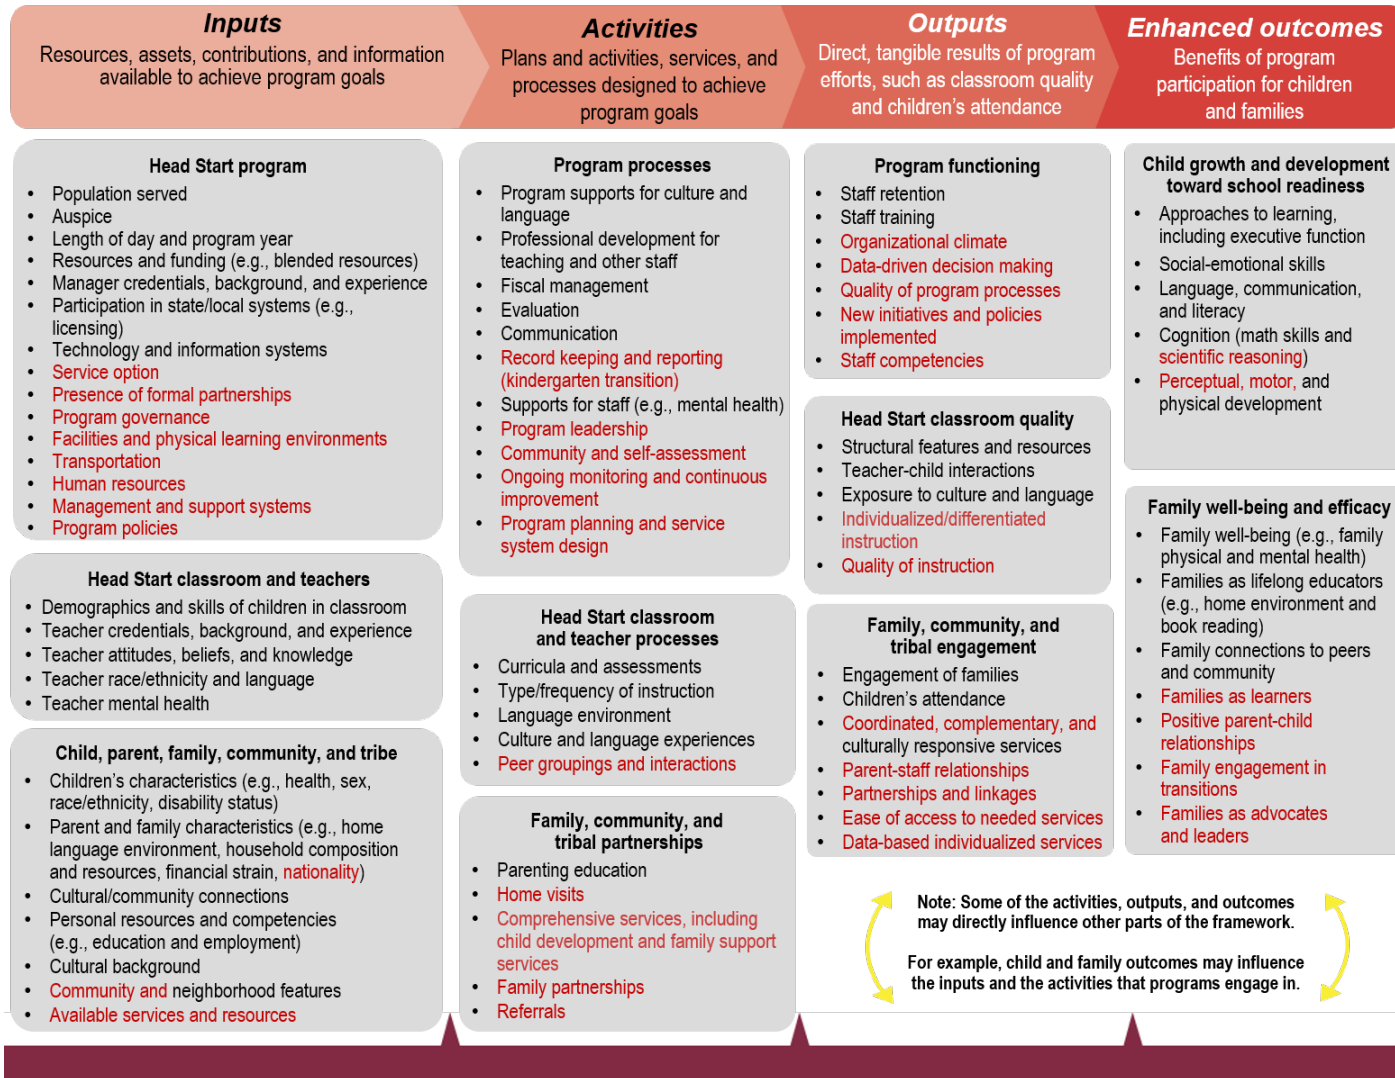 Inputs
Resources, assets, contributions, and information
available to achieve program goals
Activities
Plans and activities, services, and
processes designed to achieve
program goals
Outputs
Direct, tangible results of program
efforts, such as classroom quality
and children's attendance
Enhanced outcomes
Benefits of program
participation for children
and families
Head Start program
• Population served
• Auspice
• Length of day and program year
• Resources and funding (e.g., blended resources)
• Manager credentials, background, and experience
• Participation in state/local systems (e.g.,
licensing)
• Technology and information systems
• Service option
• Presence of formal partnerships
• Program governance
• Facilities and physical learning environments
• Transportation
• Human resources
• Management and support systems
• Program policies
Head Start classroom and teachers
• Demographics and skills of children in classroom
• Teacher credentials, background, and experience
• Teacher attitudes, beliefs, and knowledge
• Teacher race/ethnicity and language
• Teacher mental health
Child, parent, family, community, and tribe
• Children's characteristics (e.g., health, sex,
race/ethnicity, disability status)
• Parent and family characteristics (e.g., home
language environment, household composition
and resources, financial strain, nationality)
• Cultural/community connections
• Personal resources and competencies
(e.g., education and employment)
• Cultural background
• Community and neighborhood features
• Available services and resources
Program processes
• Program supports for culture and
language
• Professional development for
teaching and other staff
• Fiscal management
• Evaluation
• Communication
• Record keeping and reporting
(kindergarten transition)
• Supports for staff (e.g., mental health)
• Program leadership
• Community and self-assessment
• Ongoing monitoring and continuous
improvement
• Program planning and service
system design
Head Start classroom
and teacher processes
• Curricula and assessments
• Type/frequency of instruction
• Language environment
• Culture and language experiences
• Peer groupings and interactions
Family, community, and
tribal partnerships
• Parenting education
• Home visits
• Comprehensive services, including
child development and family support
services
• Family partnerships
• Referrals
Program functioning
• Staff retention
• Staff training
• Organizational climate
• Data-driven decision making
• Quality of program processes
• New initiatives and policies
implemented
• Staff competencies
Head Start classroom quality
• Structural features and resources
• Teacher-child interactions
• Exposure to culture and language
• Individualized/differentiated
instruction
• Quality of instruction
Family, community, and
tribal engagement
• Engagement of families
• Children's attendance
• Coordinated, complementary, and
culturally responsive services
• Parent-staff relationships
• Partnerships and linkages
• Ease of access to needed services
• Data-based individualized services
Child growth and development
toward school readiness
• Approaches to learning,
including executive function
• Social-emotional skills
• Language, communication,
and literacy
• Cognition (math skills and
scientific reasoning)
• Perceptual, motor, and
physical development
Family well-being and efficacy
• Family well-being (e.g., family
physical and mental health)
• Families as lifelong educators
(e.g., home environment and
book reading)
• Family connections to peers
and community
• Families as learners
• Positive parent-child
relationships
• Family engagement in
transitions
• Families as advocates
and leaders
Note: Some of the activities, outputs, and outcomes
may directly influence other parts of the framework.
For example, child and family outcomes may influence
the inputs and the activities that programs engage in.